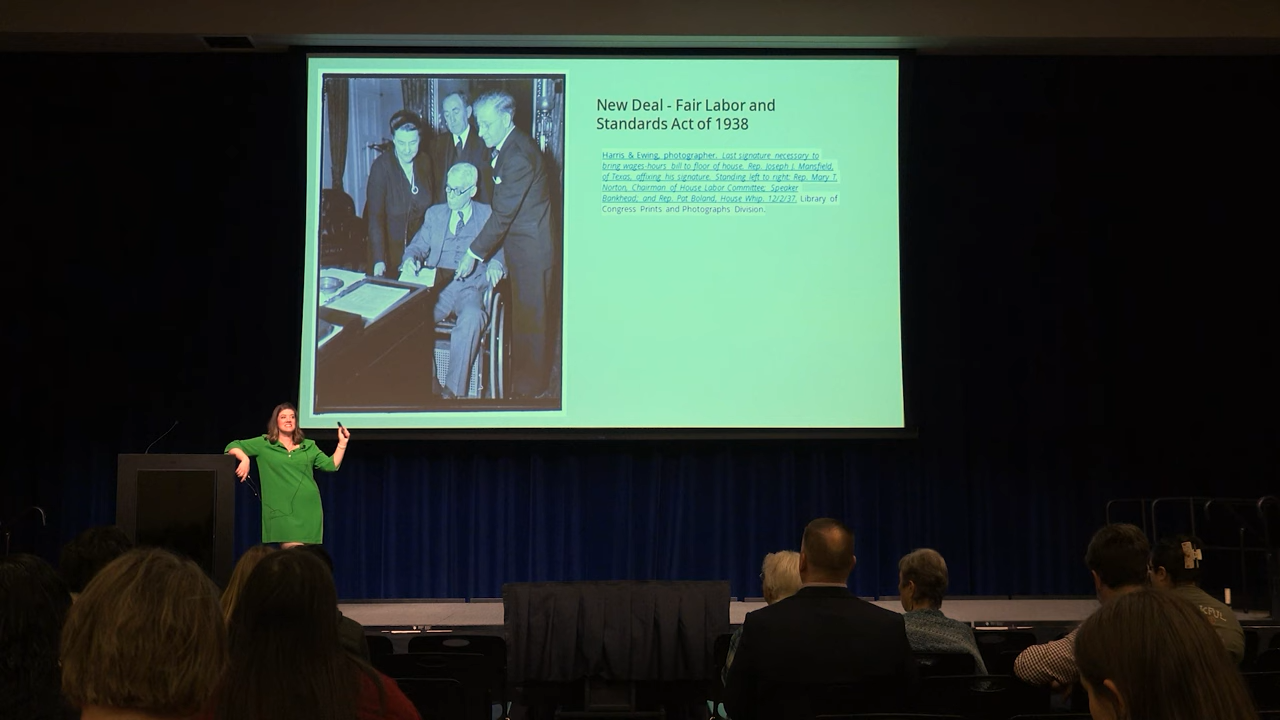 New Deal - Fair Labor and
Standards Act of 1938
Harris & Ewing, photographer. Last signature necessary to
bring wages hours bill to floor of house. Rep. Joseph J. Mansfield,
of Texas, affixing his signature. Standing left to right: Rep. Mary T.
Norton, Chairman of House Labor Committee; Speaker
Bankhead; and Rep. Pat Boland, House Whip. 12/2/37. Library of
Congress Prints and Photographs Division.